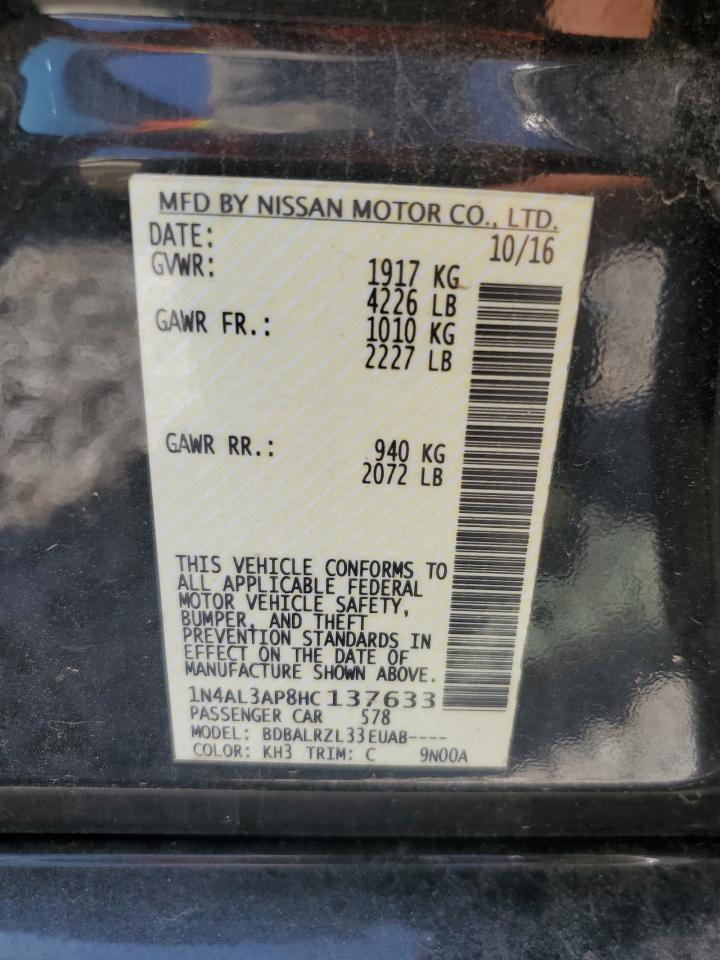 MFD BY NISSAN MOTOR CO., LTD.
DATE: 10/16
GVWR: 1917 KG
4226 LB
GAWR FR.: 1010 KG
2227 LB
GAWR RR.: 940 KG
2072 LB
THIS VEHICLE CONFORMS TO
ALL APPLICABLE FEDERAL
MOTOR VEHICLE SAFETY,
BUMPER, AND THEFT
PREVENTION STANDARDS IN
EFFECT ON THE DATE OF
MANUFACTURE SHOWN ABOVE.
1N4AL3AP8HC137633
PASSENGER CAR 578
MODEL: BDBALRZL33EUAB----
COLOR: KH3 TRIM: C 9N00A